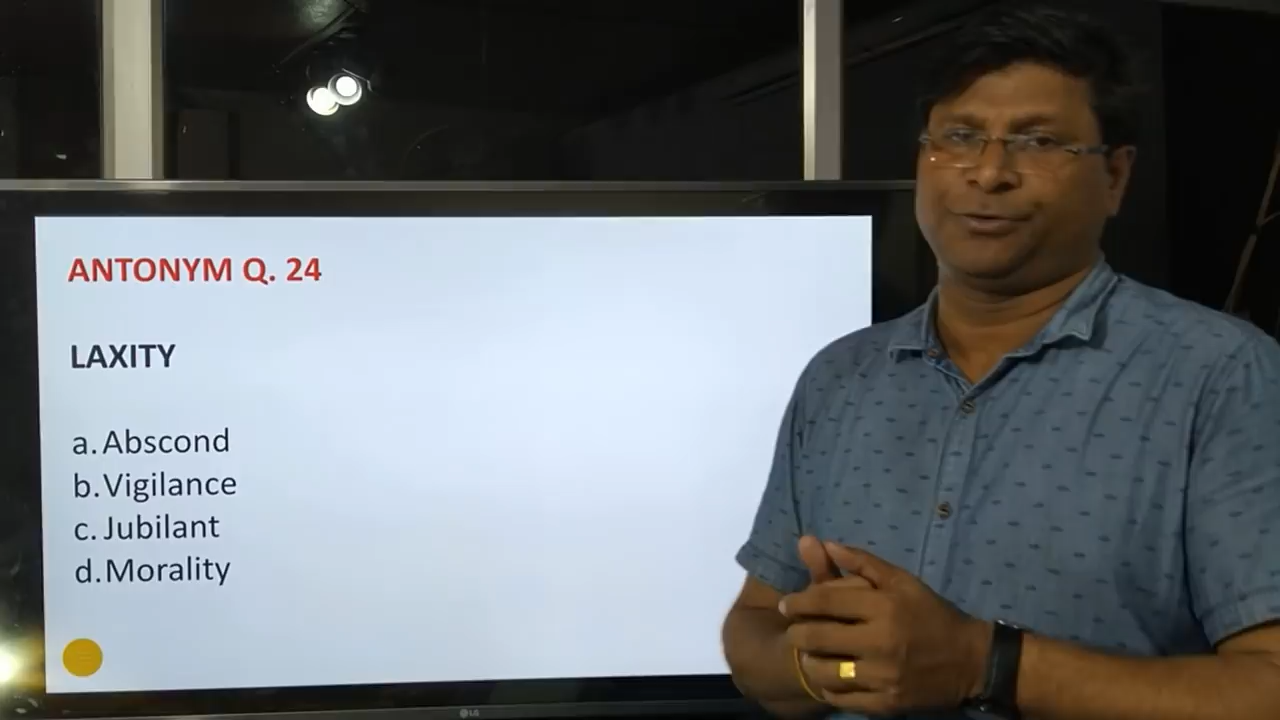 ANTONYM Q. 24
LAXITY
a. Abscond
b. Vigilance
c. Jubilant
d. Morality
LG